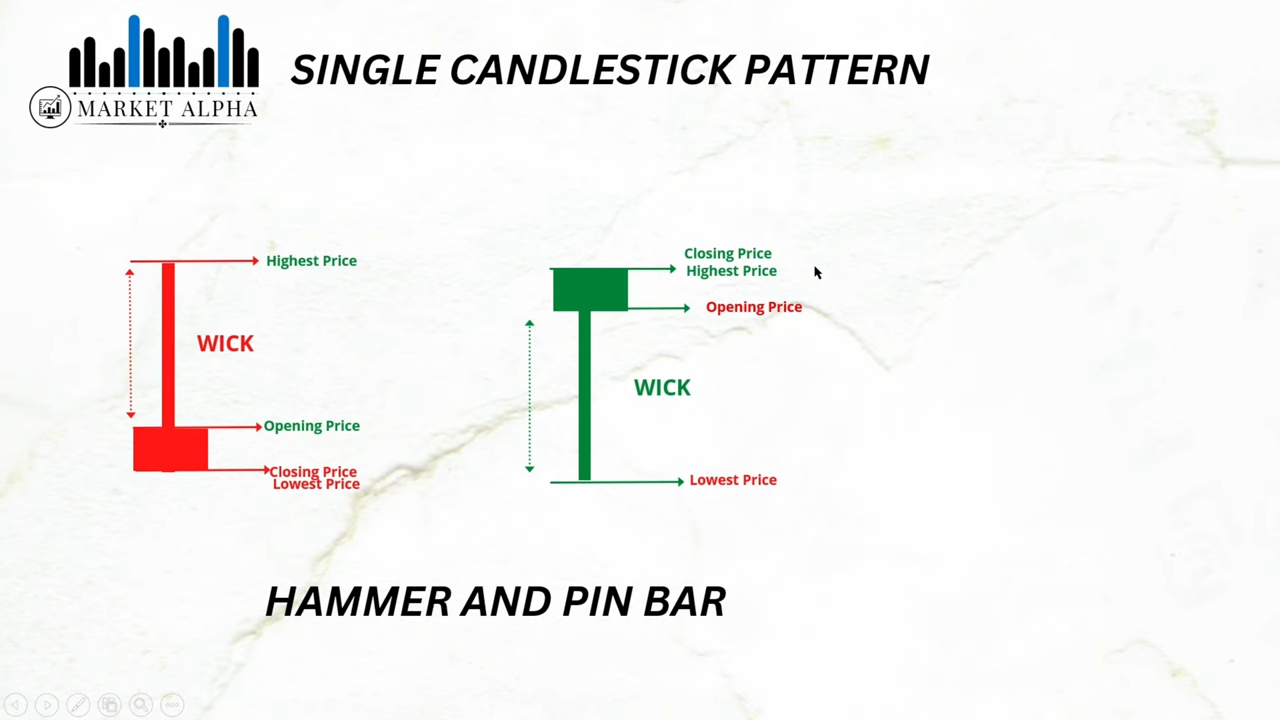 MARKET ALPHA
SINGLE CANDLESTICK PATTERN
Highest Price
WICK
Opening Price
Closing Price
Lowest Price
Closing Price
Highest Price
Opening Price
WICK
Lowest Price
HAMMER AND PIN BAR